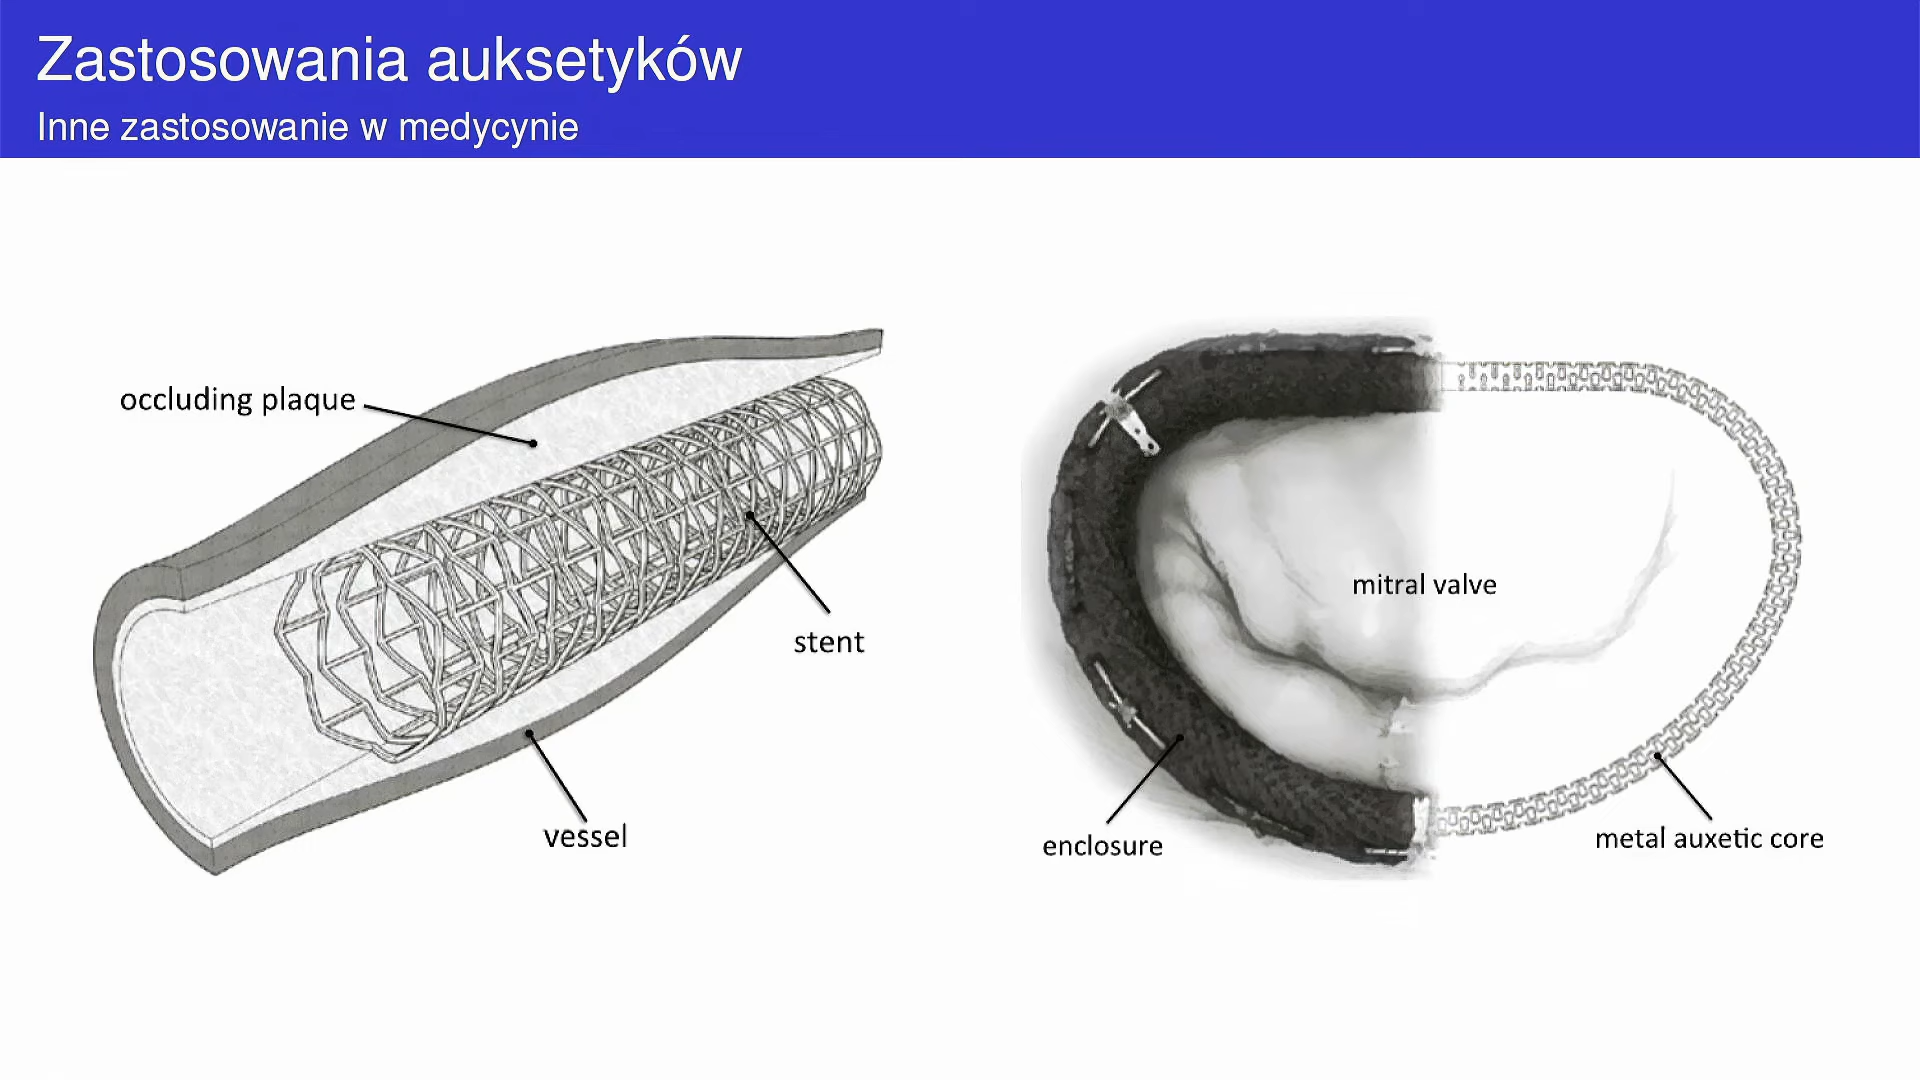 Zastosowania auksetyków
Inne zastosowanie w medycynie
occluding plaque
stent
vessel
mitral valve
enclosure
metal auxetic core